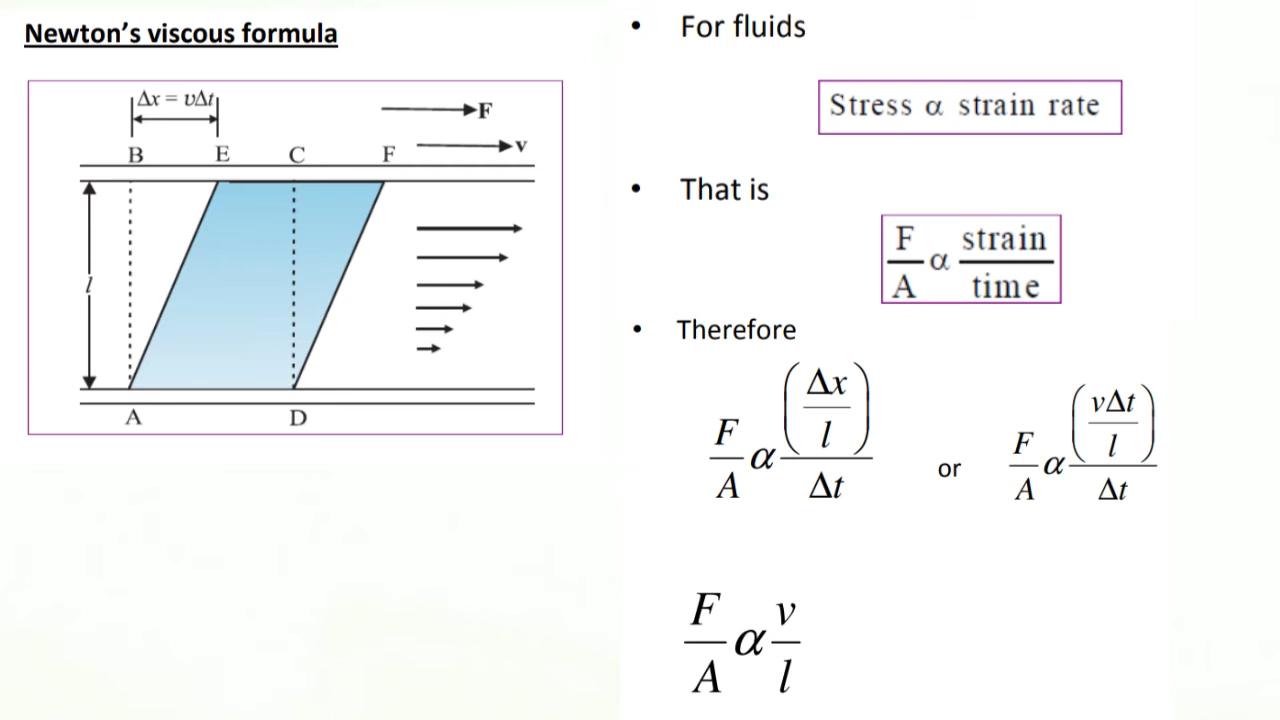 Newton's viscous formula
Δx = υΔt
F
v
B E C F
l
A D
• For fluids
Stress α strain rate
• That is
F/A α strain/time
• Therefore
F/A α (Δx/l)/Δt or F/A α (vΔt/l)/Δt
F/A α v/l